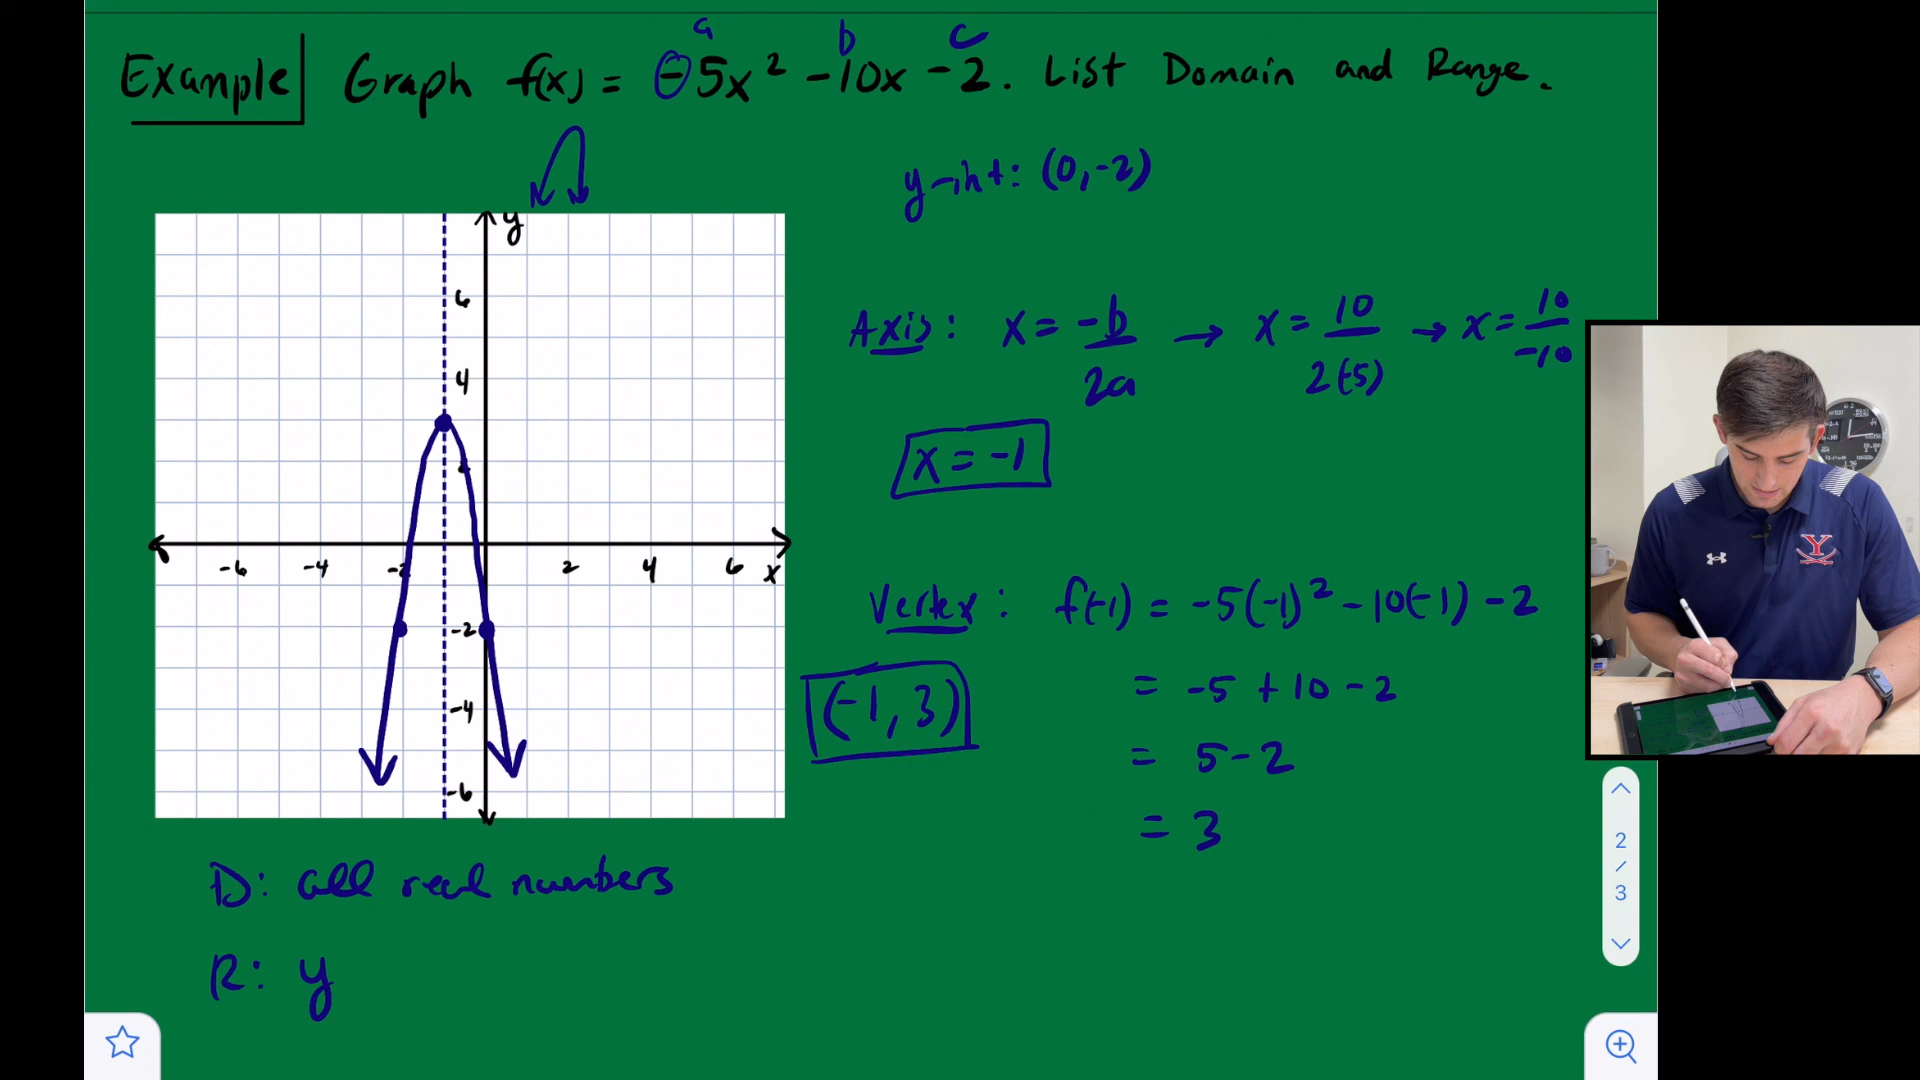 a b c
Example Graph f(x) = -5x² -10x -2. List Domain and Range.
y-int: (0,-2)
y
6
4
2
-6 -4 -2 2 4 6 x
-2
-4
-6
Axis: x = -b/2a → x = 10/2(-5) → x = 10/-10
x = -1
Vertex: f(-1) = -5(-1)² -10(-1) -2
= -5 + 10 - 2
(-1, 3)
= 5 - 2
= 3
D: all real numbers
R: y
Y
2
/
3